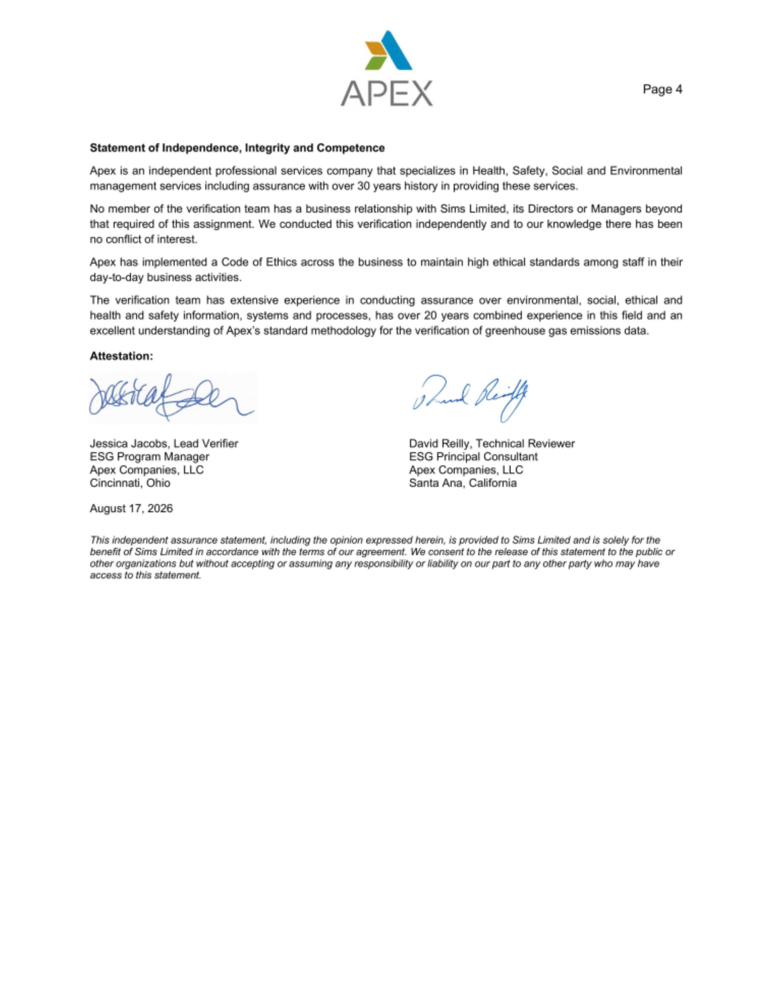 APEX
Page 4
Statement of Independence, Integrity and Competence
Apex is an independent professional services company that specializes in Health, Safety, Social and Environmental
management services including assurance with over 30 years history in providing these services.
No member of the verification team has a business relationship with Sims Limited, its Directors or Managers beyond
that required of this assignment. We conducted this verification independently and to our knowledge there has been
no conflict of interest.
Apex has implemented a Code of Ethics across the business to maintain high ethical standards among staff in their
day-to-day business activities.
The verification team has extensive experience in conducting assurance over environmental, social, ethical and
health and safety information, systems and processes, has over 20 years combined experience in this field and an
excellent understanding of Apex's standard methodology for the verification of greenhouse gas emissions data.
Attestation:
Jessica Jacobs, Lead Verifier
ESG Program Manager
Apex Companies, LLC
Cincinnati, Ohio
David Reilly, Technical Reviewer
ESG Principal Consultant
Apex Companies, LLC
Santa Ana, California
August 17, 2026
This independent assurance statement, including the opinion expressed herein, is provided to Sims Limited and is solely for the
benefit of Sims Limited in accordance with the terms of our agreement. We consent to the release of this statement to the public or
other organizations but without accepting or assuming any responsibility or liability on our part to any other party who may have
access to this statement.